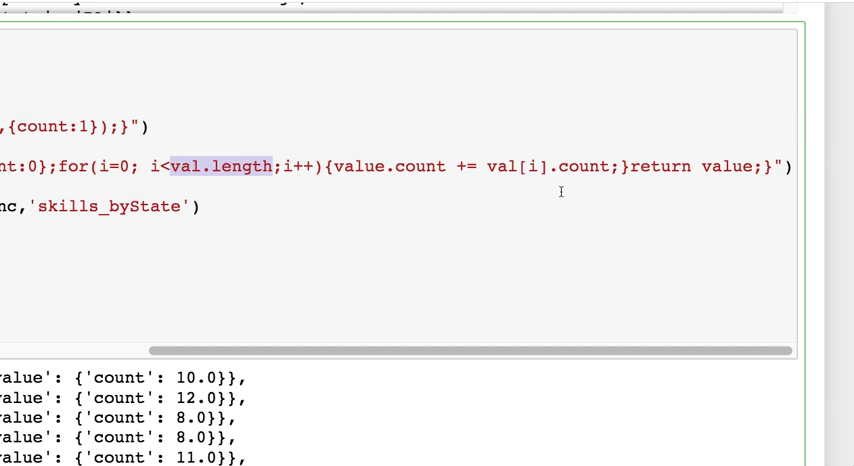 ,{count:1});}")
nt:0};for(i=0; i<val.length;i++){value.count += val[i].count;}return value;}")
nc,'skills_byState')
value': {'count': 10.0}},
value': {'count': 12.0}},
value': {'count': 8.0}},
value': {'count': 8.0}},
value': {'count': 11.0}},